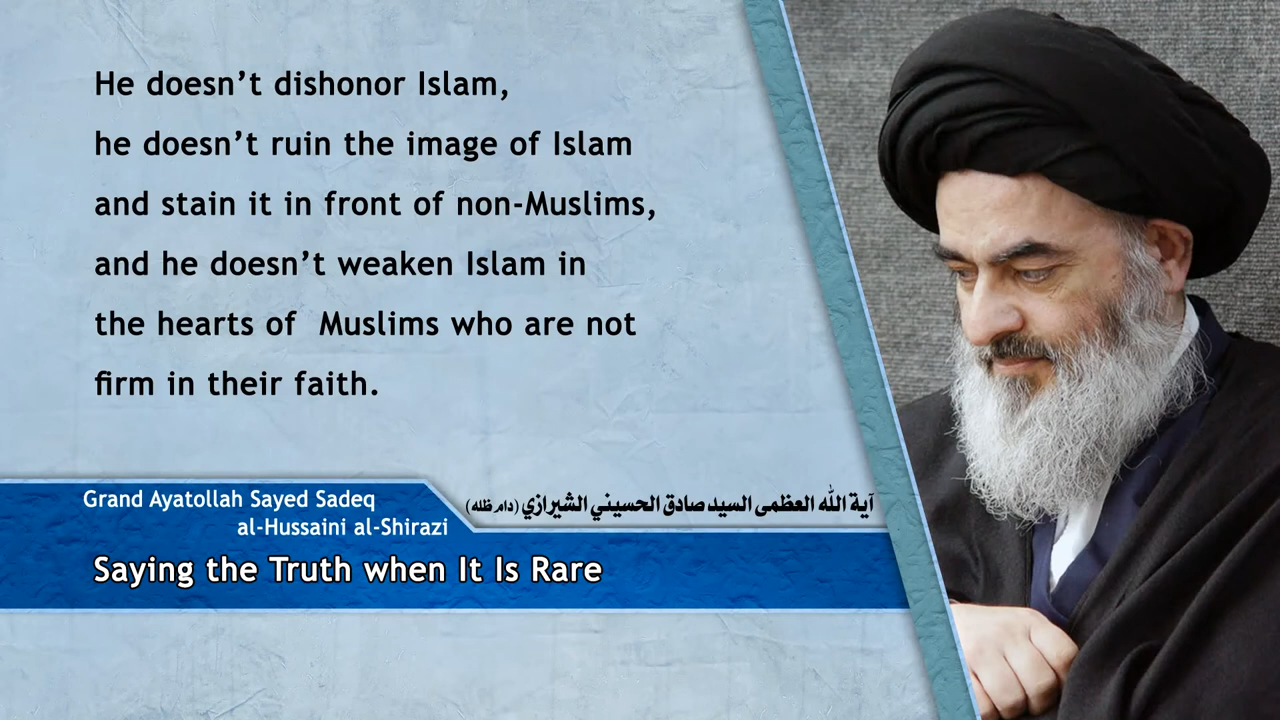 He doesn’t dishonor Islam,
he doesn’t ruin the image of Islam
and stain it in front of non-Muslims,
and he doesn’t weaken Islam in
the hearts of  Muslims who are not
firm in their faith.
Grand Ayatollah Sayed Sadeq
al-Hussaini al-Shirazi
آية الله العظمى السيد صادق الحسيني الشيرازي (دام ظله)
Saying the Truth when It Is Rare